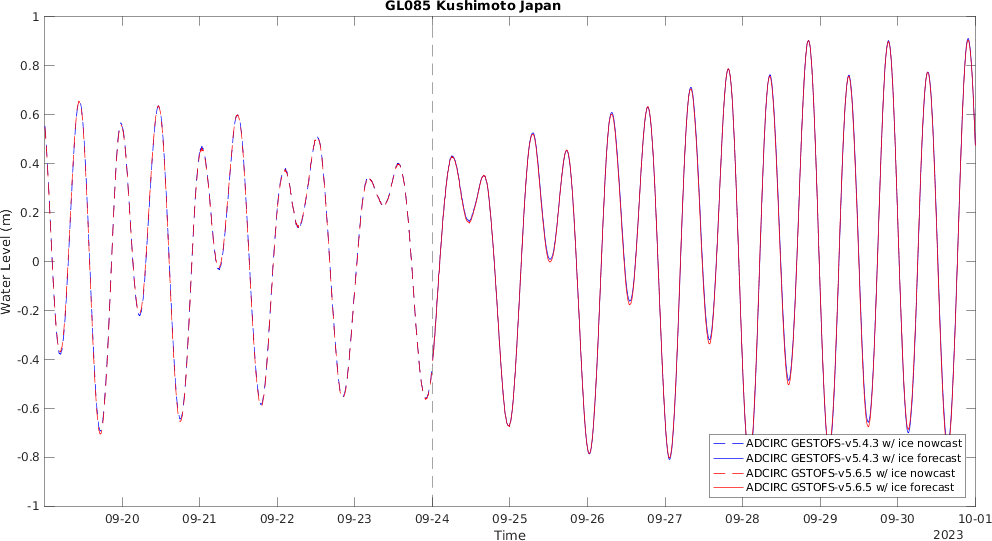 GL085 Kushimoto Japan
1
0.8
0.6
0.4
0.2
0
-0.2
-0.4
-0.6
-0.8
-1
Water Level (m)
ADCIRC GESTOFS-v5.4.3 w/ ice nowcast
ADCIRC GESTOFS-v5.4.3 w/ ice forecast
ADCIRC GSTOFS-v5.6.5 w/ ice nowcast
ADCIRC GSTOFS-v5.6.5 w/ ice forecast
09-20 09-21 09-22 09-23 09-24 09-25 09-26 09-27 09-28 09-29 09-30 10-01
Time
2023